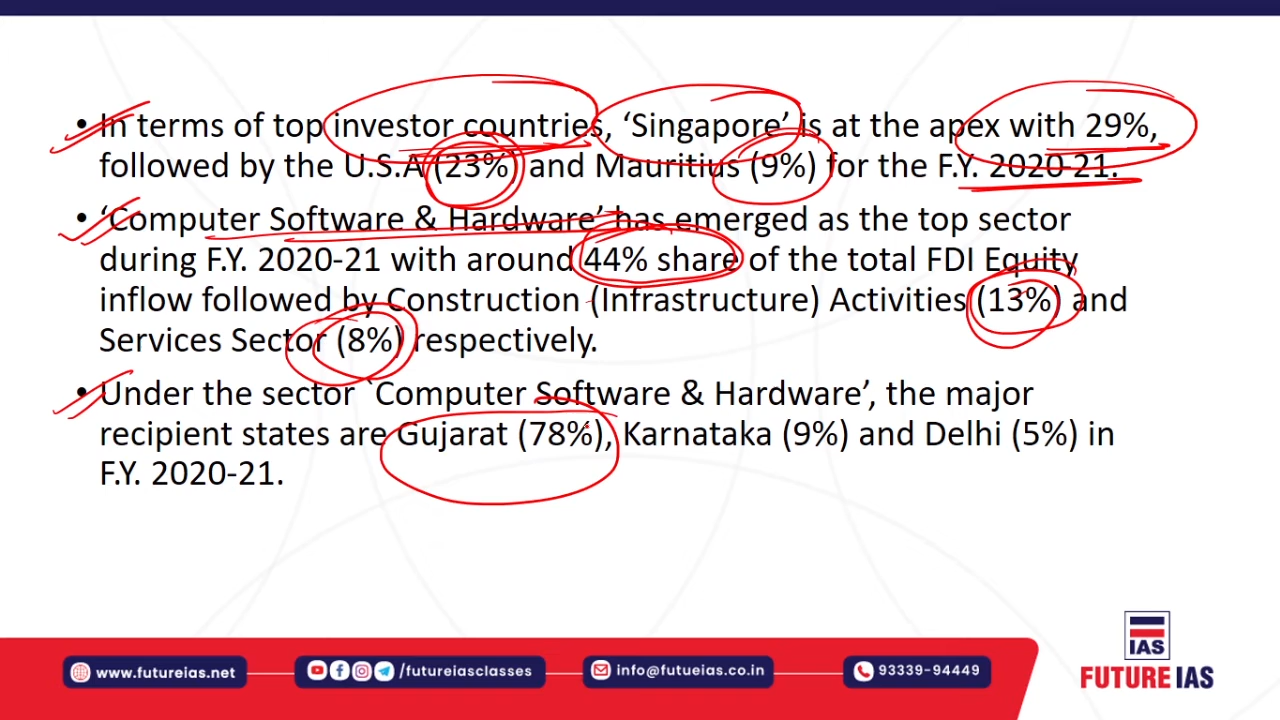 • In terms of top investor countries, ‘Singapore’ is at the apex with 29%,
followed by the U.S.A (23%) and Mauritius (9%) for the F.Y. 2020-21.
• ‘Computer Software & Hardware’ has emerged as the top sector
during F.Y. 2020-21 with around 44% share of the total FDI Equity
inflow followed by Construction (Infrastructure) Activities (13%) and
Services Sector (8%) respectively.
• Under the sector `Computer Software & Hardware’, the major
recipient states are Gujarat (78%), Karnataka (9%) and Delhi (5%) in
F.Y. 2020-21.
IAS
FUTURE IAS
www.futureias.net
/futureiasclasses
info@futueias.co.in
93339-94449